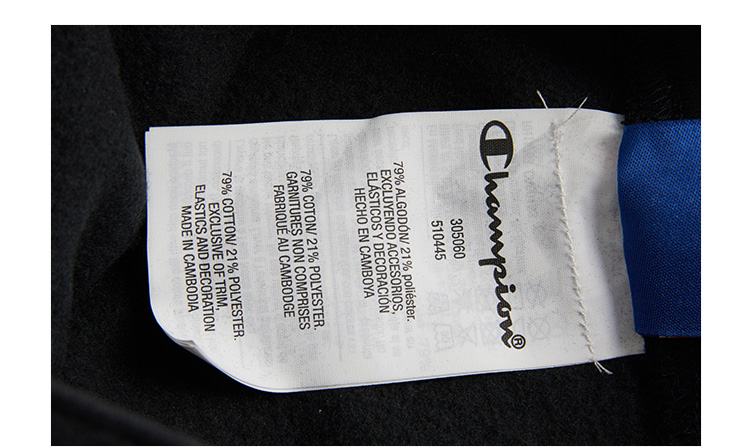 Champion®
305060
510445
79% ALGODÓN/ 21% poliéster.
EXCLUYENDO ACCESORIOS,
ELÁSTICOS Y DECORACIÓN
HECHO EN CAMBOYA
79% COTON/ 21% POLYESTER.
GARNITURES NON COMPRISES
FABRIQUÉ AU CAMBODGE
79% COTTON/ 21% POLYESTER.
EXCLUSIVE OF TRIM,
ELASTICS AND DECORATION
MADE IN CAMBODIA